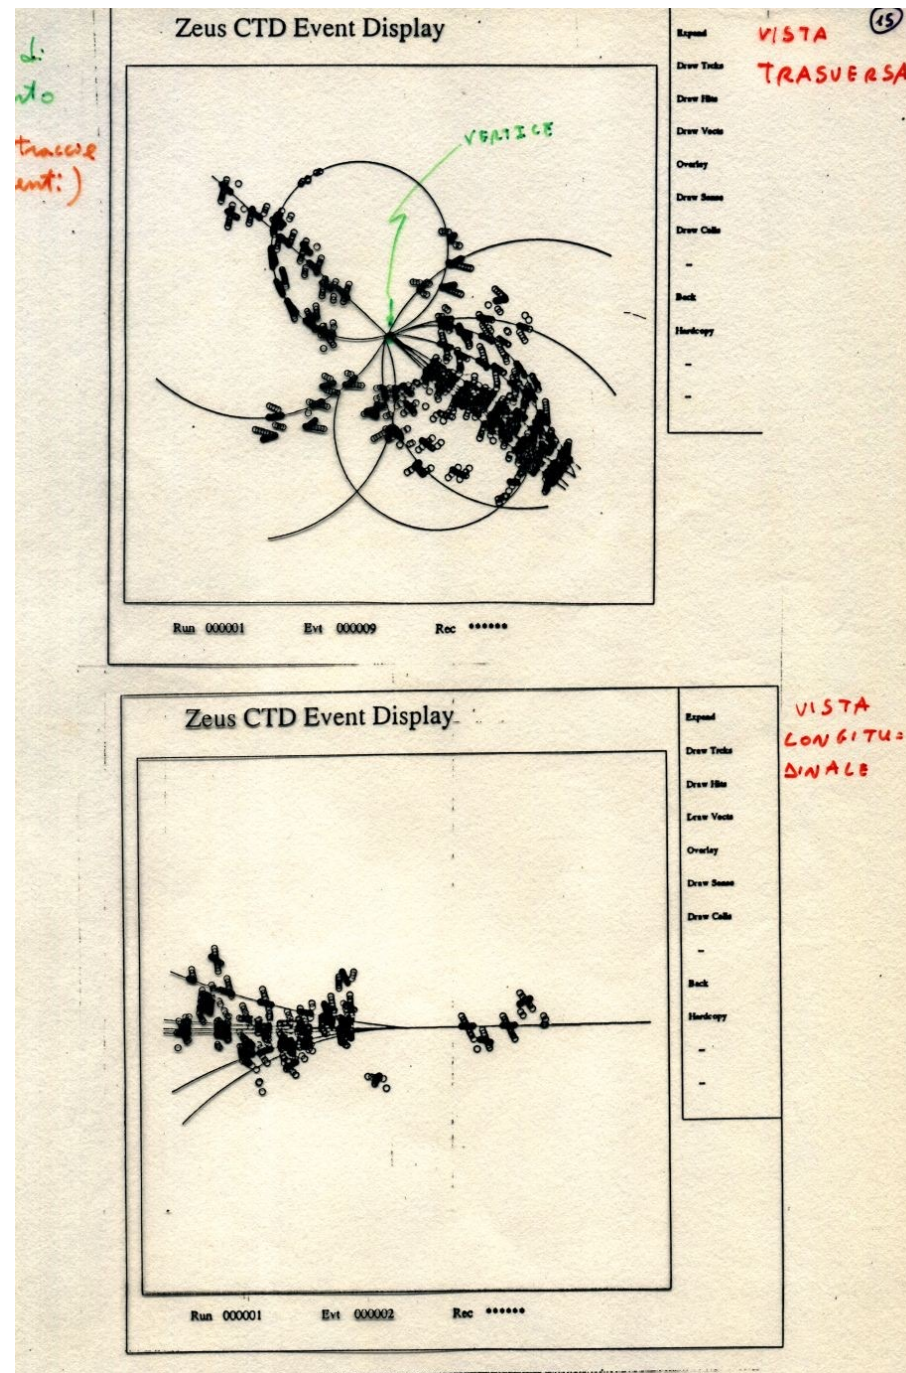 15
VISTA
TRASVERSA
Zeus CTD Event Display
VERTICE
Expand
Draw Trcks
Draw Hits
Draw Vects
Overlay
Draw Sense
Draw Cells
-
Back
Hardcopy
-
-
Run 000001 Evt 000009 Rec ******
Zeus CTD Event Display
VISTA
LONGITU=
DINALE
Expand
Draw Trcks
Draw Hits
Draw Vects
Overlay
Draw Sense
Draw Cells
-
Back
Hardcopy
-
-
Run 000001 Evt 000002 Rec ******